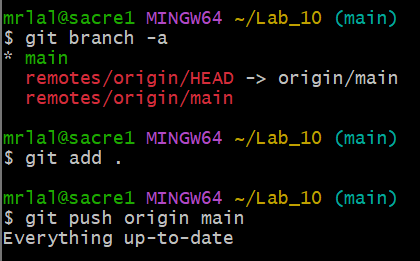 mrlal@sacre1 MINGW64 ~/Lab_10 (main)
$ git branch -a
* main
  remotes/origin/HEAD -> origin/main
  remotes/origin/main
mrlal@sacre1 MINGW64 ~/Lab_10 (main)
$ git add .
mrlal@sacre1 MINGW64 ~/Lab_10 (main)
$ git push origin main
Everything up-to-date